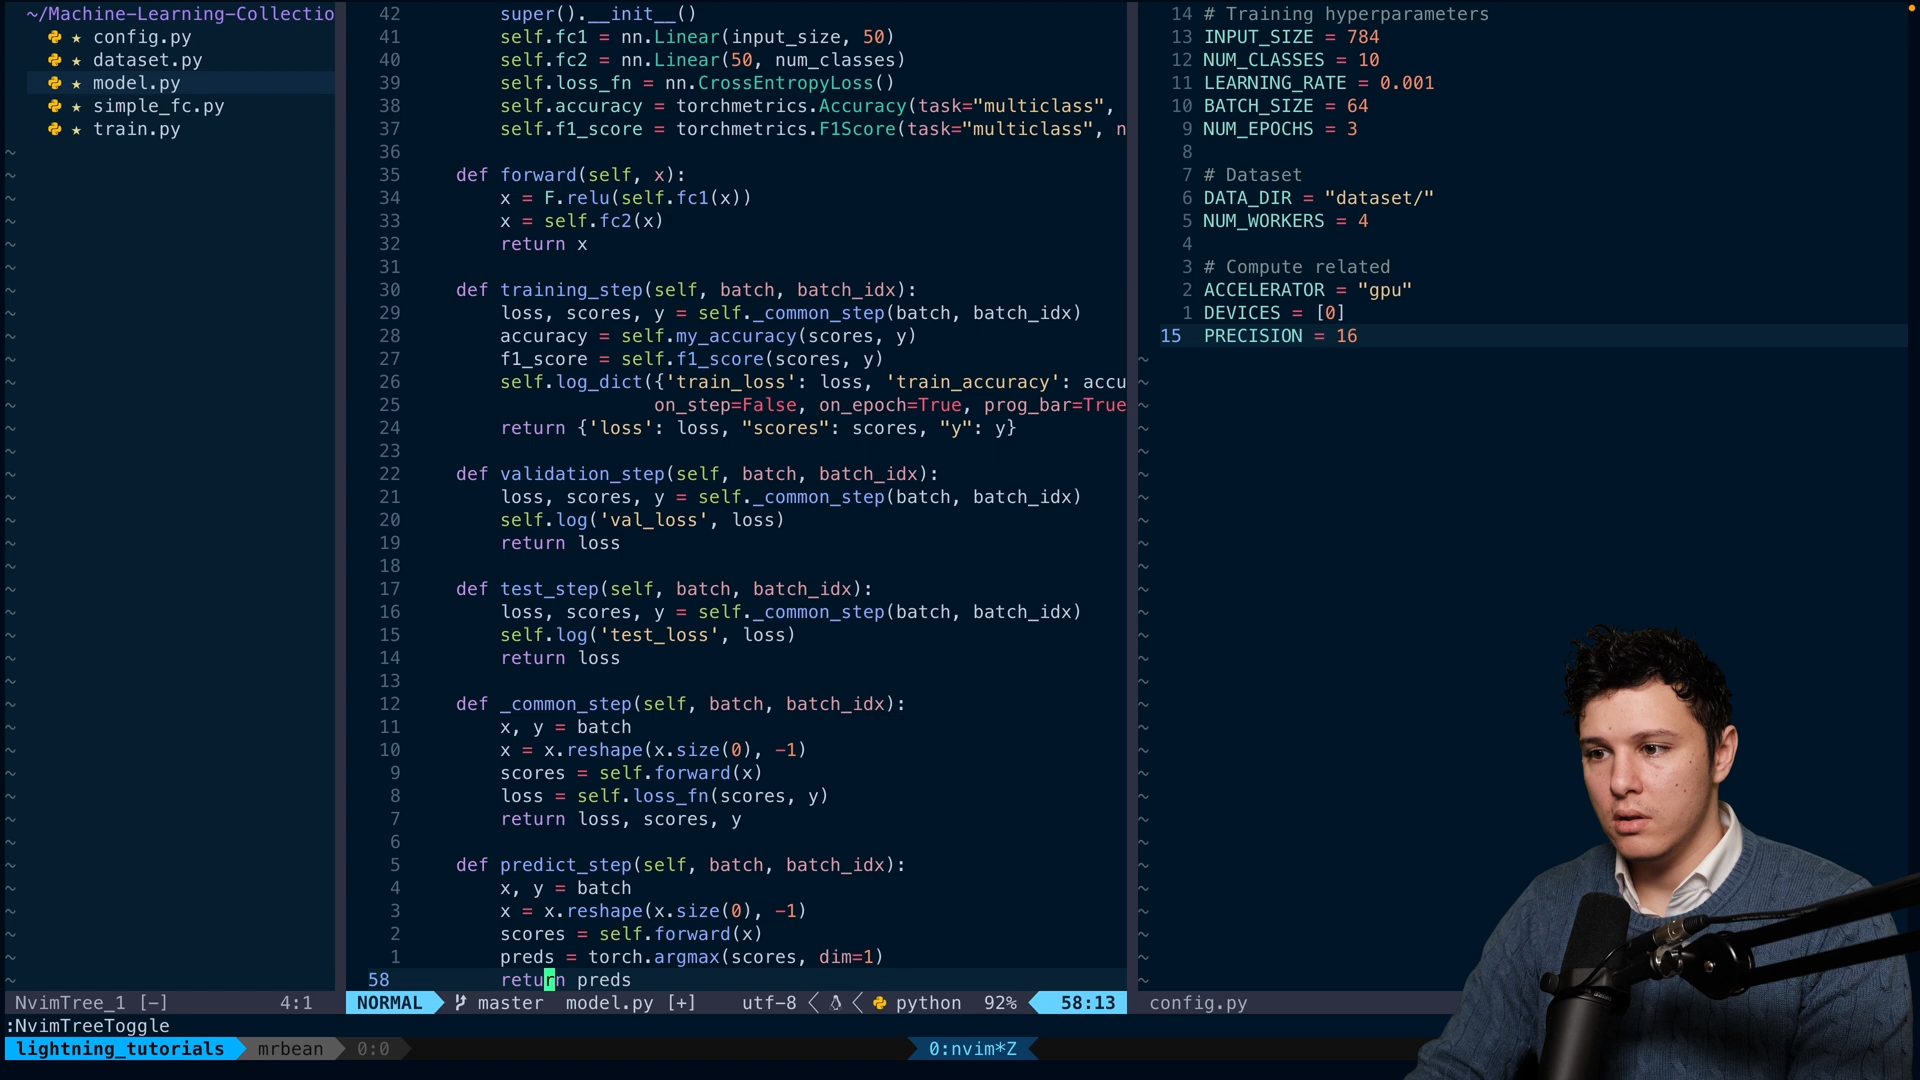 ~/Machine-Learning-Collectio
★ config.py
★ dataset.py
★ model.py
★ simple_fc.py
★ train.py
NvimTree_1 [-] 4:1
42 super().__init__()
41 self.fc1 = nn.Linear(input_size, 50)
40 self.fc2 = nn.Linear(50, num_classes)
39 self.loss_fn = nn.CrossEntropyLoss()
38 self.accuracy = torchmetrics.Accuracy(task="multiclass",
37 self.f1_score = torchmetrics.F1Score(task="multiclass", n
36
35 def forward(self, x):
34 x = F.relu(self.fc1(x))
33 x = self.fc2(x)
32 return x
31
30 def training_step(self, batch, batch_idx):
29 loss, scores, y = self._common_step(batch, batch_idx)
28 accuracy = self.my_accuracy(scores, y)
27 f1_score = self.f1_score(scores, y)
26 self.log_dict({'train_loss': loss, 'train_accuracy': accu
25 on_step=False, on_epoch=True, prog_bar=True
24 return {'loss': loss, "scores": scores, "y": y}
23
22 def validation_step(self, batch, batch_idx):
21 loss, scores, y = self._common_step(batch, batch_idx)
20 self.log('val_loss', loss)
19 return loss
18
17 def test_step(self, batch, batch_idx):
16 loss, scores, y = self._common_step(batch, batch_idx)
15 self.log('test_loss', loss)
14 return loss
13
12 def _common_step(self, batch, batch_idx):
11 x, y = batch
10 x = x.reshape(x.size(0), -1)
9 scores = self.forward(x)
8 loss = self.loss_fn(scores, y)
7 return loss, scores, y
6
5 def predict_step(self, batch, batch_idx):
4 x, y = batch
3 x = x.reshape(x.size(0), -1)
2 scores = self.forward(x)
1 preds = torch.argmax(scores, dim=1)
58 return preds
NORMAL master model.py [+] utf-8 python 92% 58:13
14 # Training hyperparameters
13 INPUT_SIZE = 784
12 NUM_CLASSES = 10
11 LEARNING_RATE = 0.001
10 BATCH_SIZE = 64
9 NUM_EPOCHS = 3
8
7 # Dataset
6 DATA_DIR = "dataset/"
5 NUM_WORKERS = 4
4
3 # Compute related
2 ACCELERATOR = "gpu"
1 DEVICES = [0]
15 PRECISION = 16
config.py
:NvimTreeToggle
lightning_tutorials mrbean 0:0 0:nvim*Z